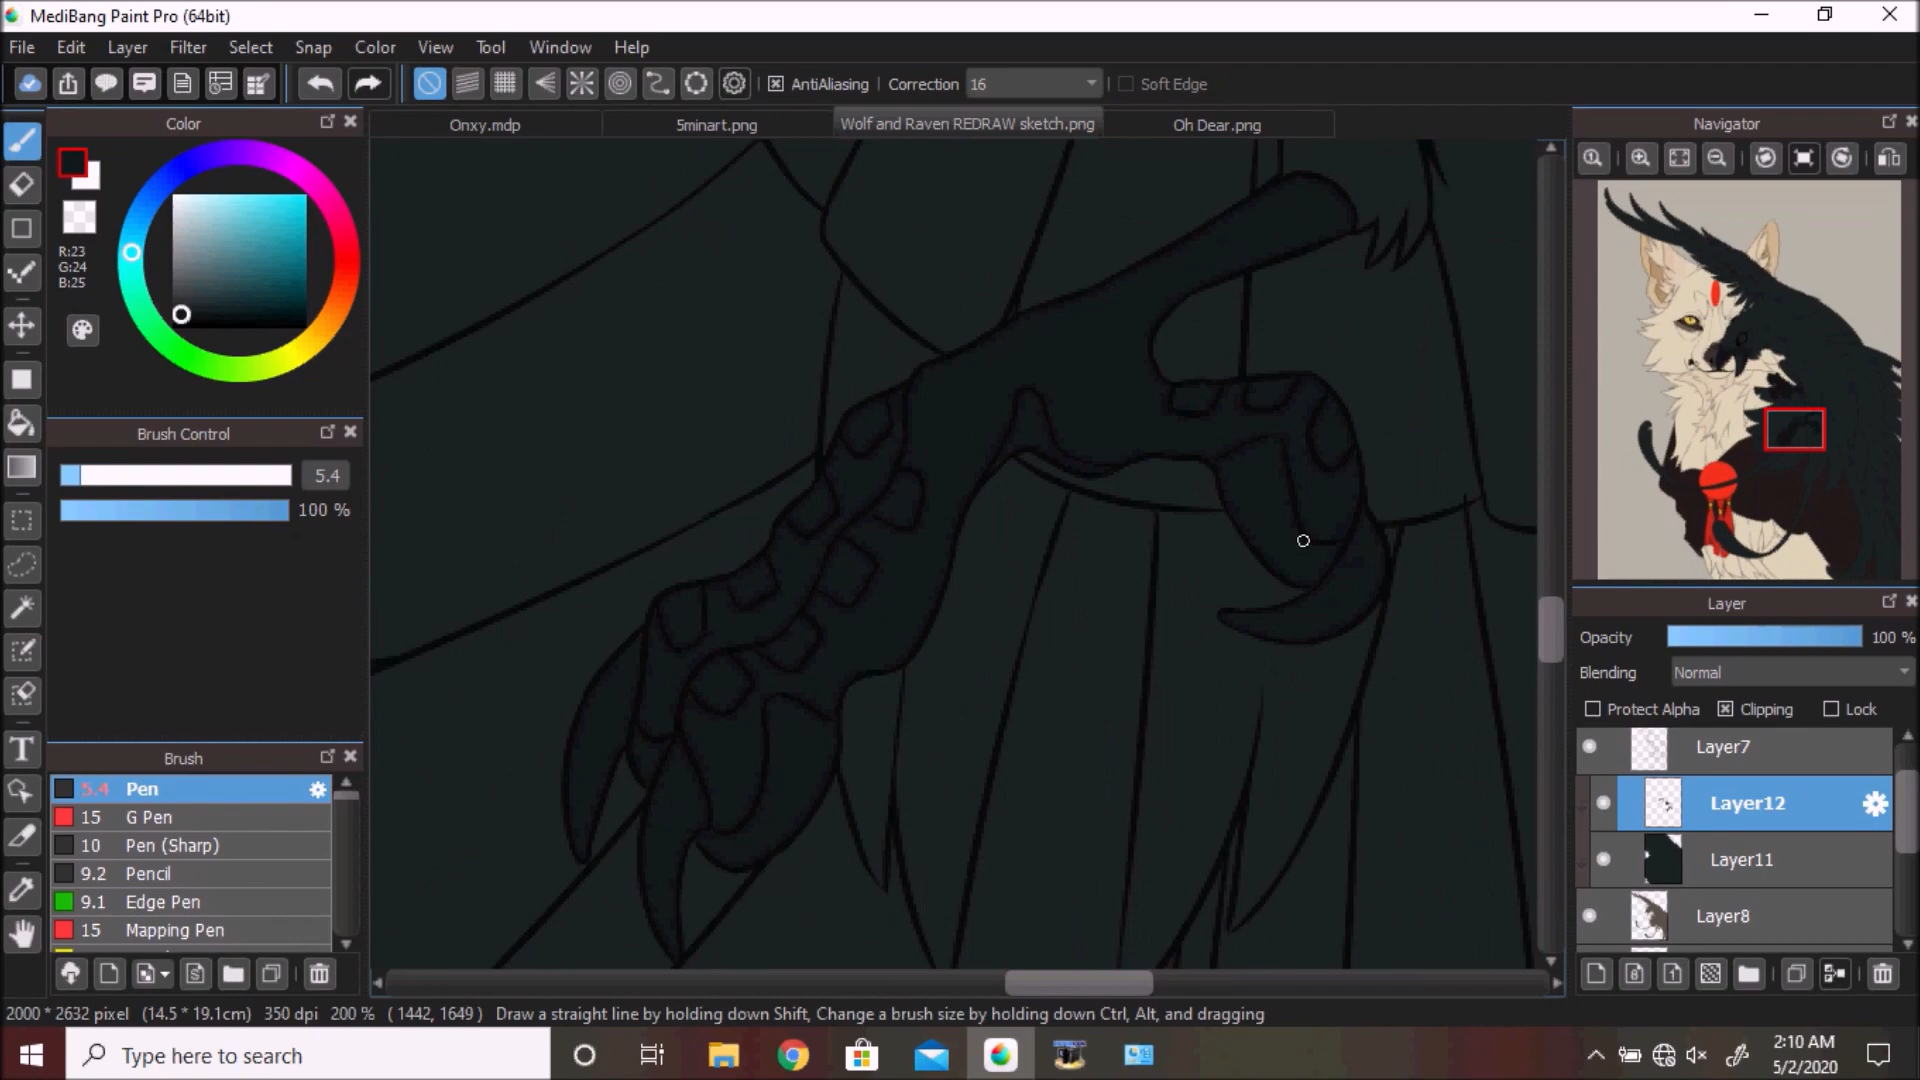 MediBang Paint Pro (64bit)
File Edit Layer Filter Select Snap Color View Tool Window Help
AntiAliasing Correction 16 Soft Edge
Color
Onxy.mdp 5minart.png Wolf and Raven REDRAW sketch.png Oh Dear.png
Navigator
R:23
G:24
B:25
Brush Control
5.4
100 %
Brush
5.4 Pen
15 G Pen
10 Pen (Sharp)
9.2 Pencil
9.1 Edge Pen
15 Mapping Pen
Layer
Opacity 100 %
Blending Normal
Protect Alpha Clipping Lock
Layer7
Layer12
Layer11
Layer8
2000 * 2632 pixel (14.5 * 19.1cm) 350 dpi 200 % ( 1442, 1649 ) Draw a straight line by holding down Shift, Change a brush size by holding down Ctrl, Alt, and dragging
Type here to search
2:10 AM
5/2/2020